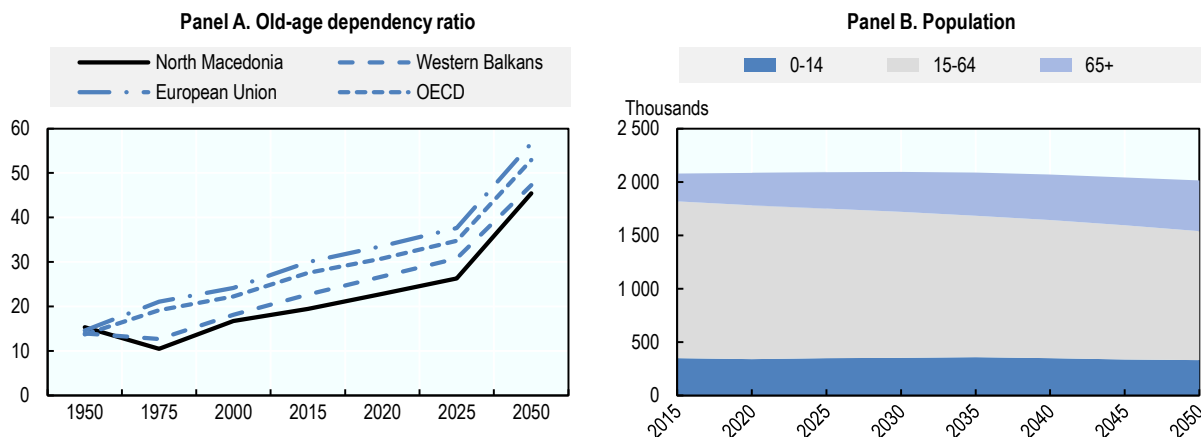 Panel A. Old-age dependency ratio
North Macedonia
Western Balkans
European Union
OECD
60
50
40
30
20
10
0
1950 1975 2000 2015 2020 2025 2050
Panel B. Population
0-14 15-64 65+
Thousands
2 500
2 000
1 500
1 000
500
0
2015 2020 2025 2030 2035 2040 2045 2050